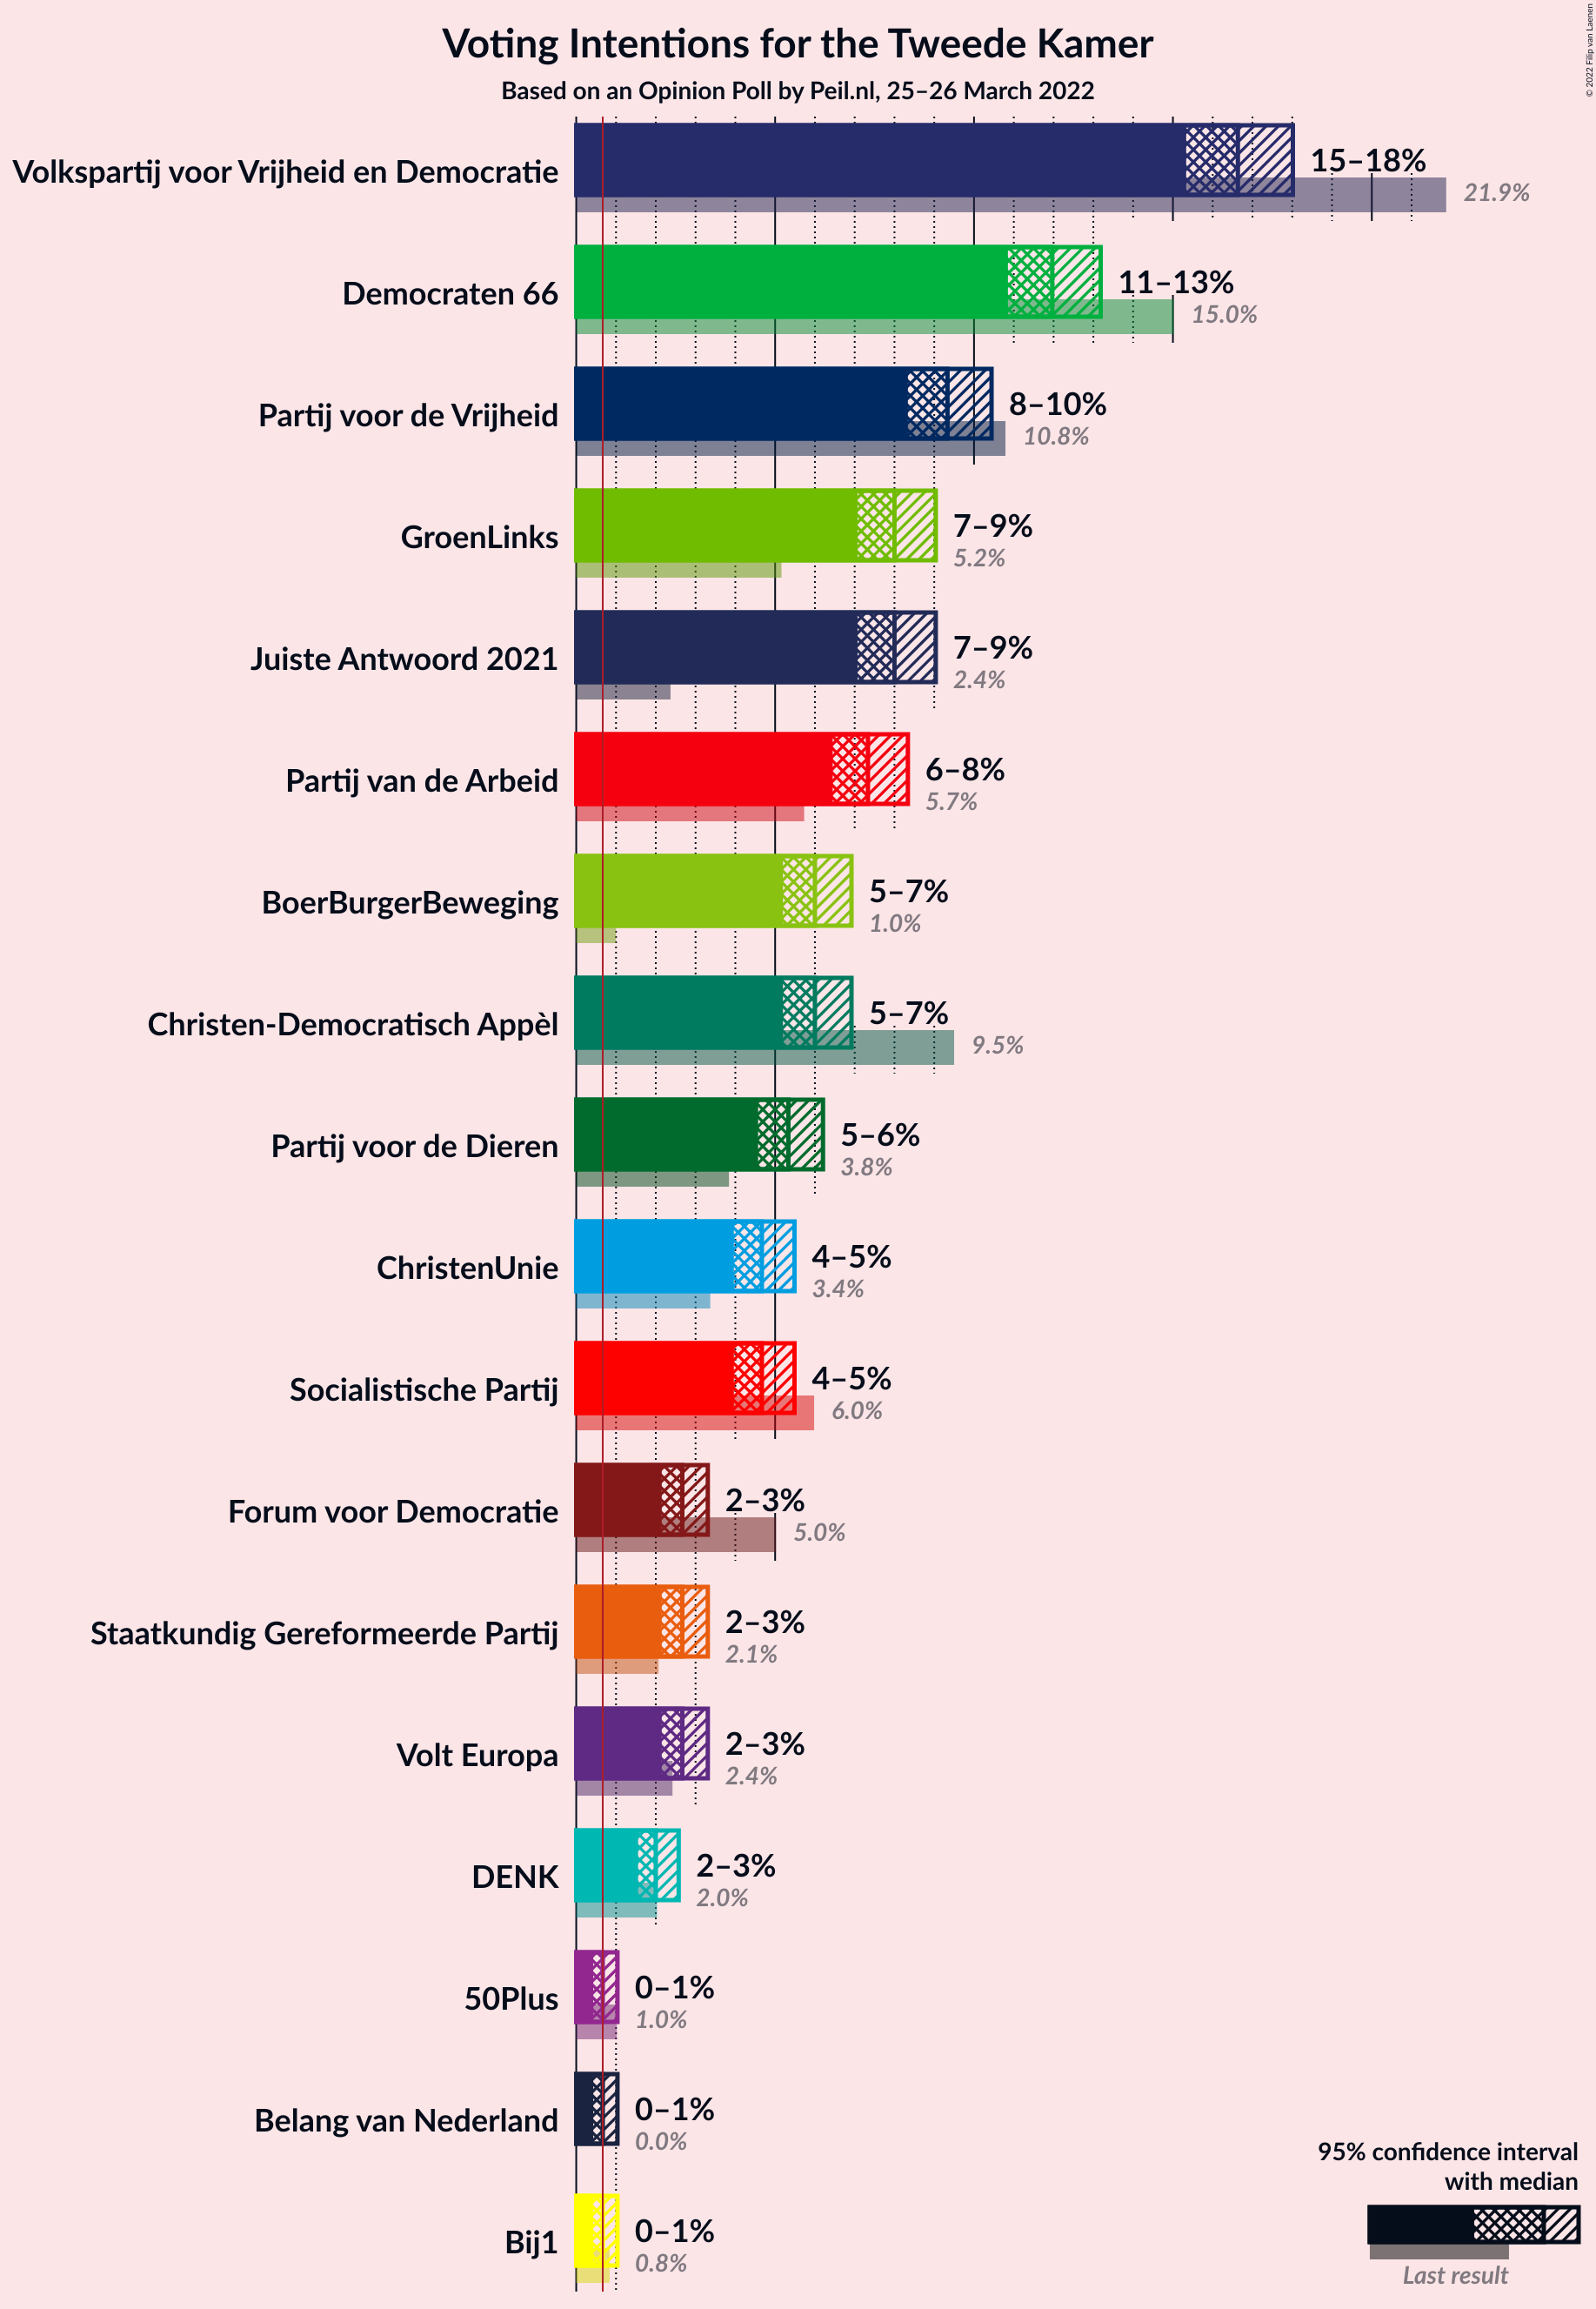 Voting Intentions for the Tweede Kamer
Based on an Opinion Poll by Peil.nl, 25–26 March 2022
© 2022 Filip van Laenen
Volkspartij voor Vrijheid en Democratie
15–18%
21.9%
Democraten 66
11–13%
15.0%
Partij voor de Vrijheid
8–10%
10.8%
GroenLinks
7–9%
5.2%
Juiste Antwoord 2021
7–9%
2.4%
Partij van de Arbeid
6–8%
5.7%
BoerBurgerBeweging
5–7%
1.0%
Christen-Democratisch Appèl
5–7%
9.5%
Partij voor de Dieren
5–6%
3.8%
ChristenUnie
4–5%
3.4%
Socialistische Partij
4–5%
6.0%
Forum voor Democratie
2–3%
5.0%
Staatkundig Gereformeerde Partij
2–3%
2.1%
Volt Europa
2–3%
2.4%
DENK
2–3%
2.0%
50Plus
0–1%
1.0%
Belang van Nederland
0–1%
0.0%
Bij1
0–1%
0.8%
95% confidence interval
with median
Last result